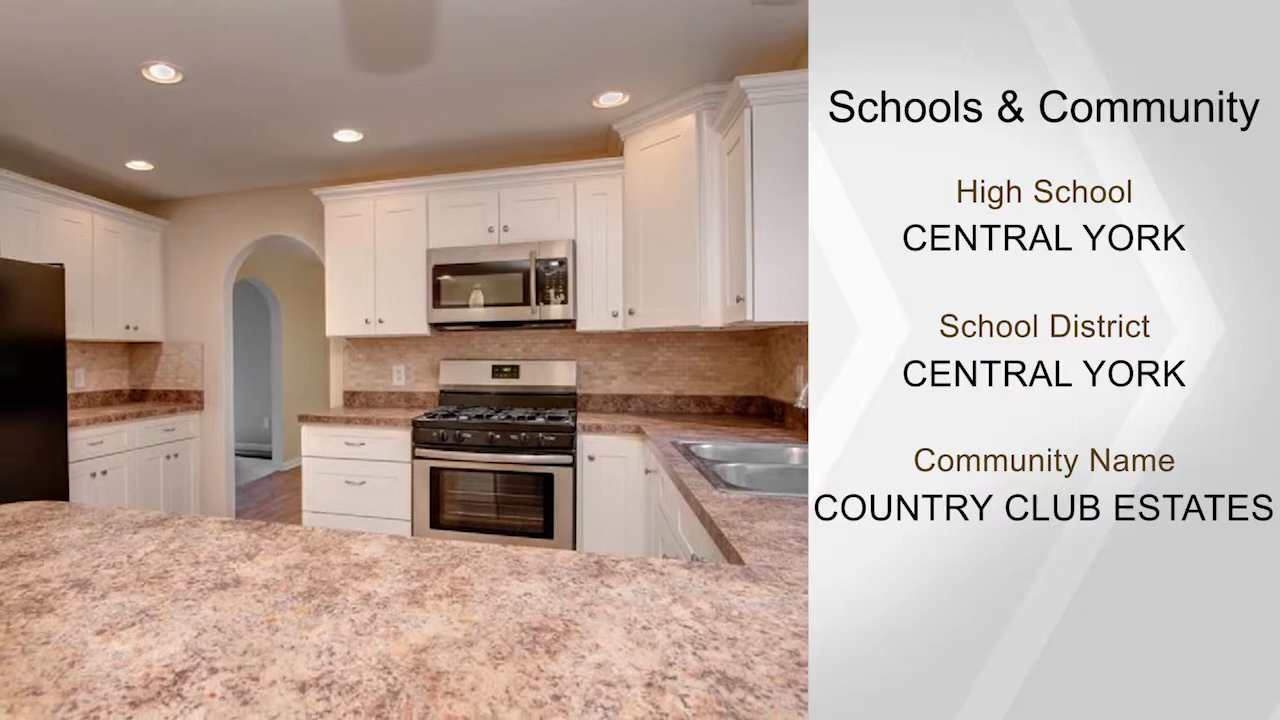 Schools & Community
High School
CENTRAL YORK
School District
CENTRAL YORK
Community Name
COUNTRY CLUB ESTATES